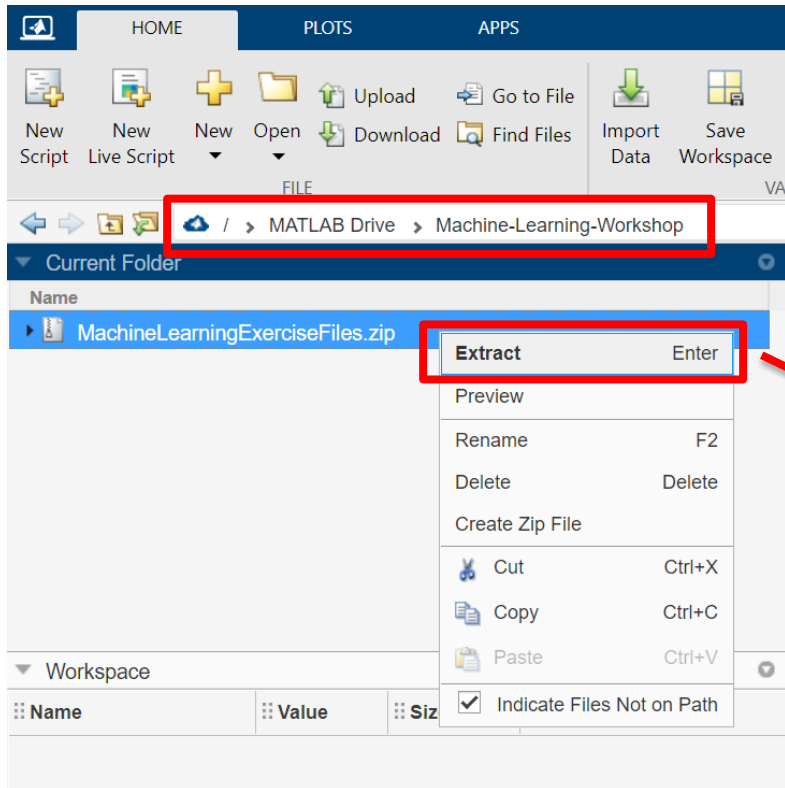 HOME PLOTS APPS
Upload Go to File
New Script New Live Script New Open Download Find Files Import Data Save Workspace
FILE VA
/ > MATLAB Drive > Machine-Learning-Workshop
Current Folder
Name
MachineLearningExerciseFiles.zip
Extract Enter
Preview
Rename F2
Delete Delete
Create Zip File
Cut Ctrl+X
Copy Ctrl+C
Paste Ctrl+V
Workspace
Indicate Files Not on Path
Name Value Siz